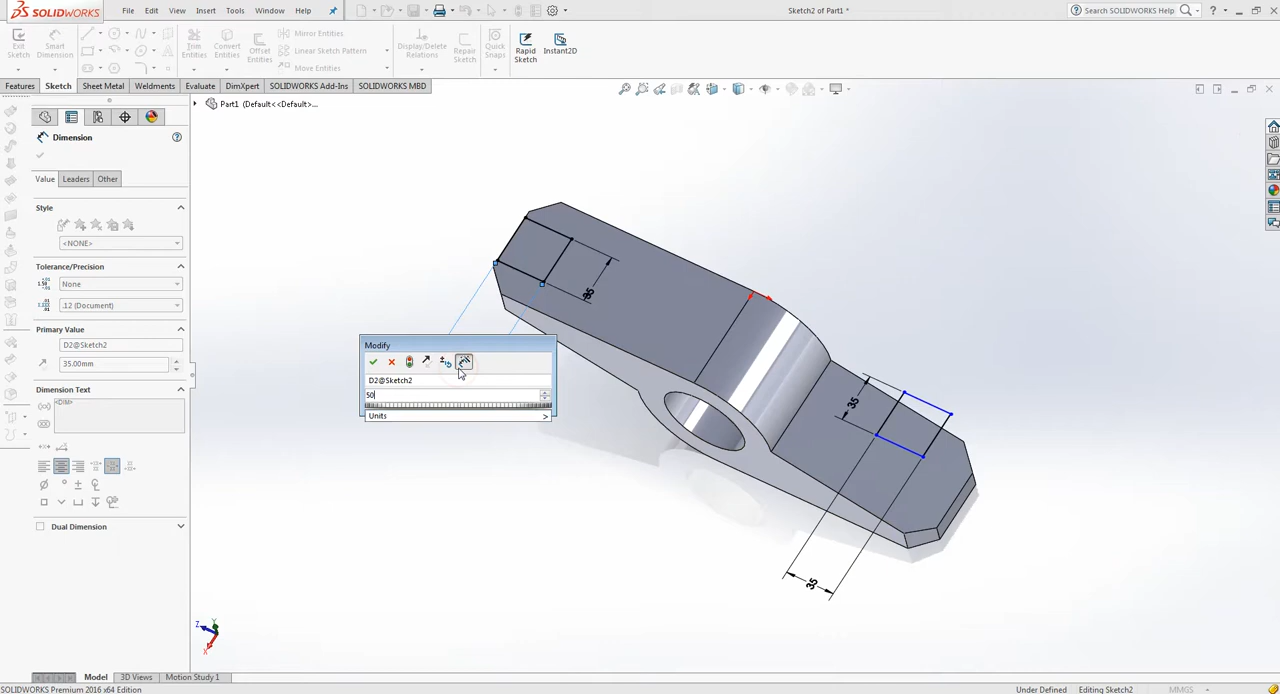 SOLIDWORKS File Edit View Insert Tools Window Help Sketch2 of Part1 * Search SOLIDWORKS Help ?
Exit Sketch Smart Dimension Trim Entities Convert Entities Offset Entities Mirror Entities Linear Sketch Pattern Move Entities Display/Delete Relations Repair Sketch Quick Snaps Rapid Sketch Instant2D
Features Sketch Sheet Metal Weldments Evaluate DimXpert SOLIDWORKS Add-Ins SOLIDWORKS MBD
Part1 (Default<<Default>...
Dimension
Value Leaders Other
Style
<NONE>
Tolerance/Precision
None
.12 (Document)
Primary Value
D2@Sketch2
35.00mm
Dimension Text
<DIM>
Dual Dimension
35
Modify
D2@Sketch2
50
Units >
35
35
Z Y X
Model 3D Views Motion Study 1
SOLIDWORKS Premium 2016 x64 Edition Under Defined Editing Sketch2 MMGS